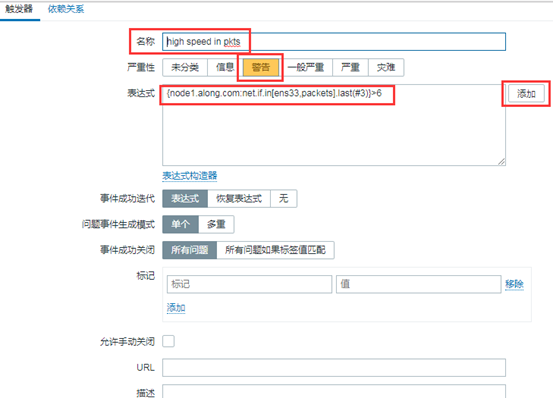 触发器 依赖关系
名称 high speed in pkts
严重性 未分类 信息 警告 一般严重 严重 灾难
表达式 {node1.along.com:net.if.in[ens33,packets].last(#3)}>6 添加
表达式构造器
事件成功迭代 表达式 恢复表达式 无
问题事件生成模式 单个 多重
事件成功关闭 所有问题 所有问题如果标签值匹配
标记 标记 值 移除
添加
允许手动关闭
URL
描述